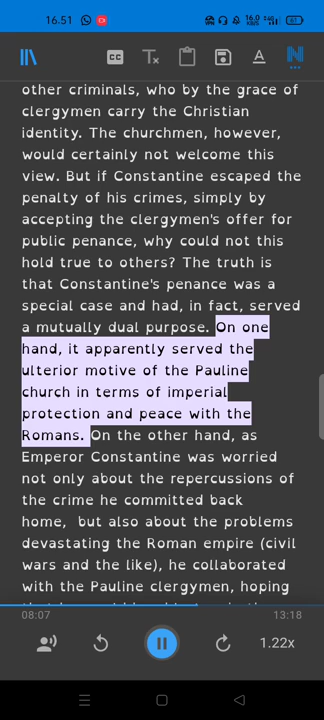 16.51
16.0
61
CC
other criminals, who by the grace of
clergymen carry the Christian
identity. The churchmen, however,
would certainly not welcome this
view. But if Constantine escaped the
penalty of his crimes, simply by
accepting the clergymen's offer for
public penance, why could not this
hold true to others? The truth is
that Constantine's penance was a
special case and had, in fact, served
a mutually dual purpose. On one
hand, it apparently served the
ulterior motive of the Pauline
church in terms of imperial
protection and peace with the
Romans. On the other hand, as
Emperor Constantine was worried
not only about the repercussions of
the crime he committed back
home, but also about the problems
devastating the Roman empire (civil
wars and the like), he collaborated
with the Pauline clergymen, hoping
08:07
13:18
1.22x